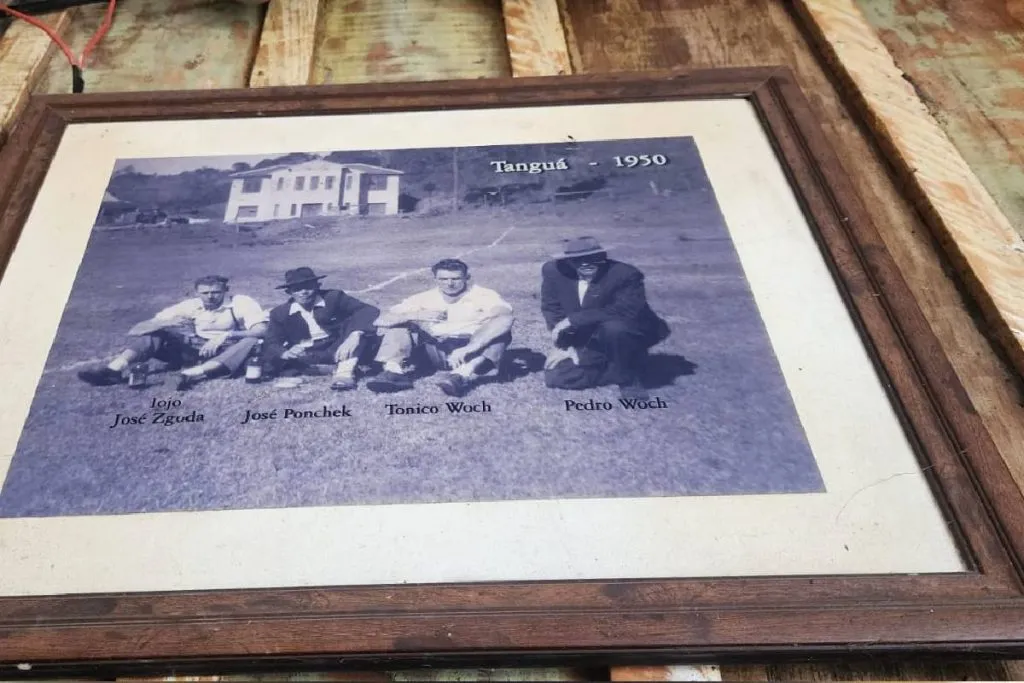 Tanguá - 1950
Iojo
José Zguda
José Ponchek
Tonico Woch
Pedro Woch